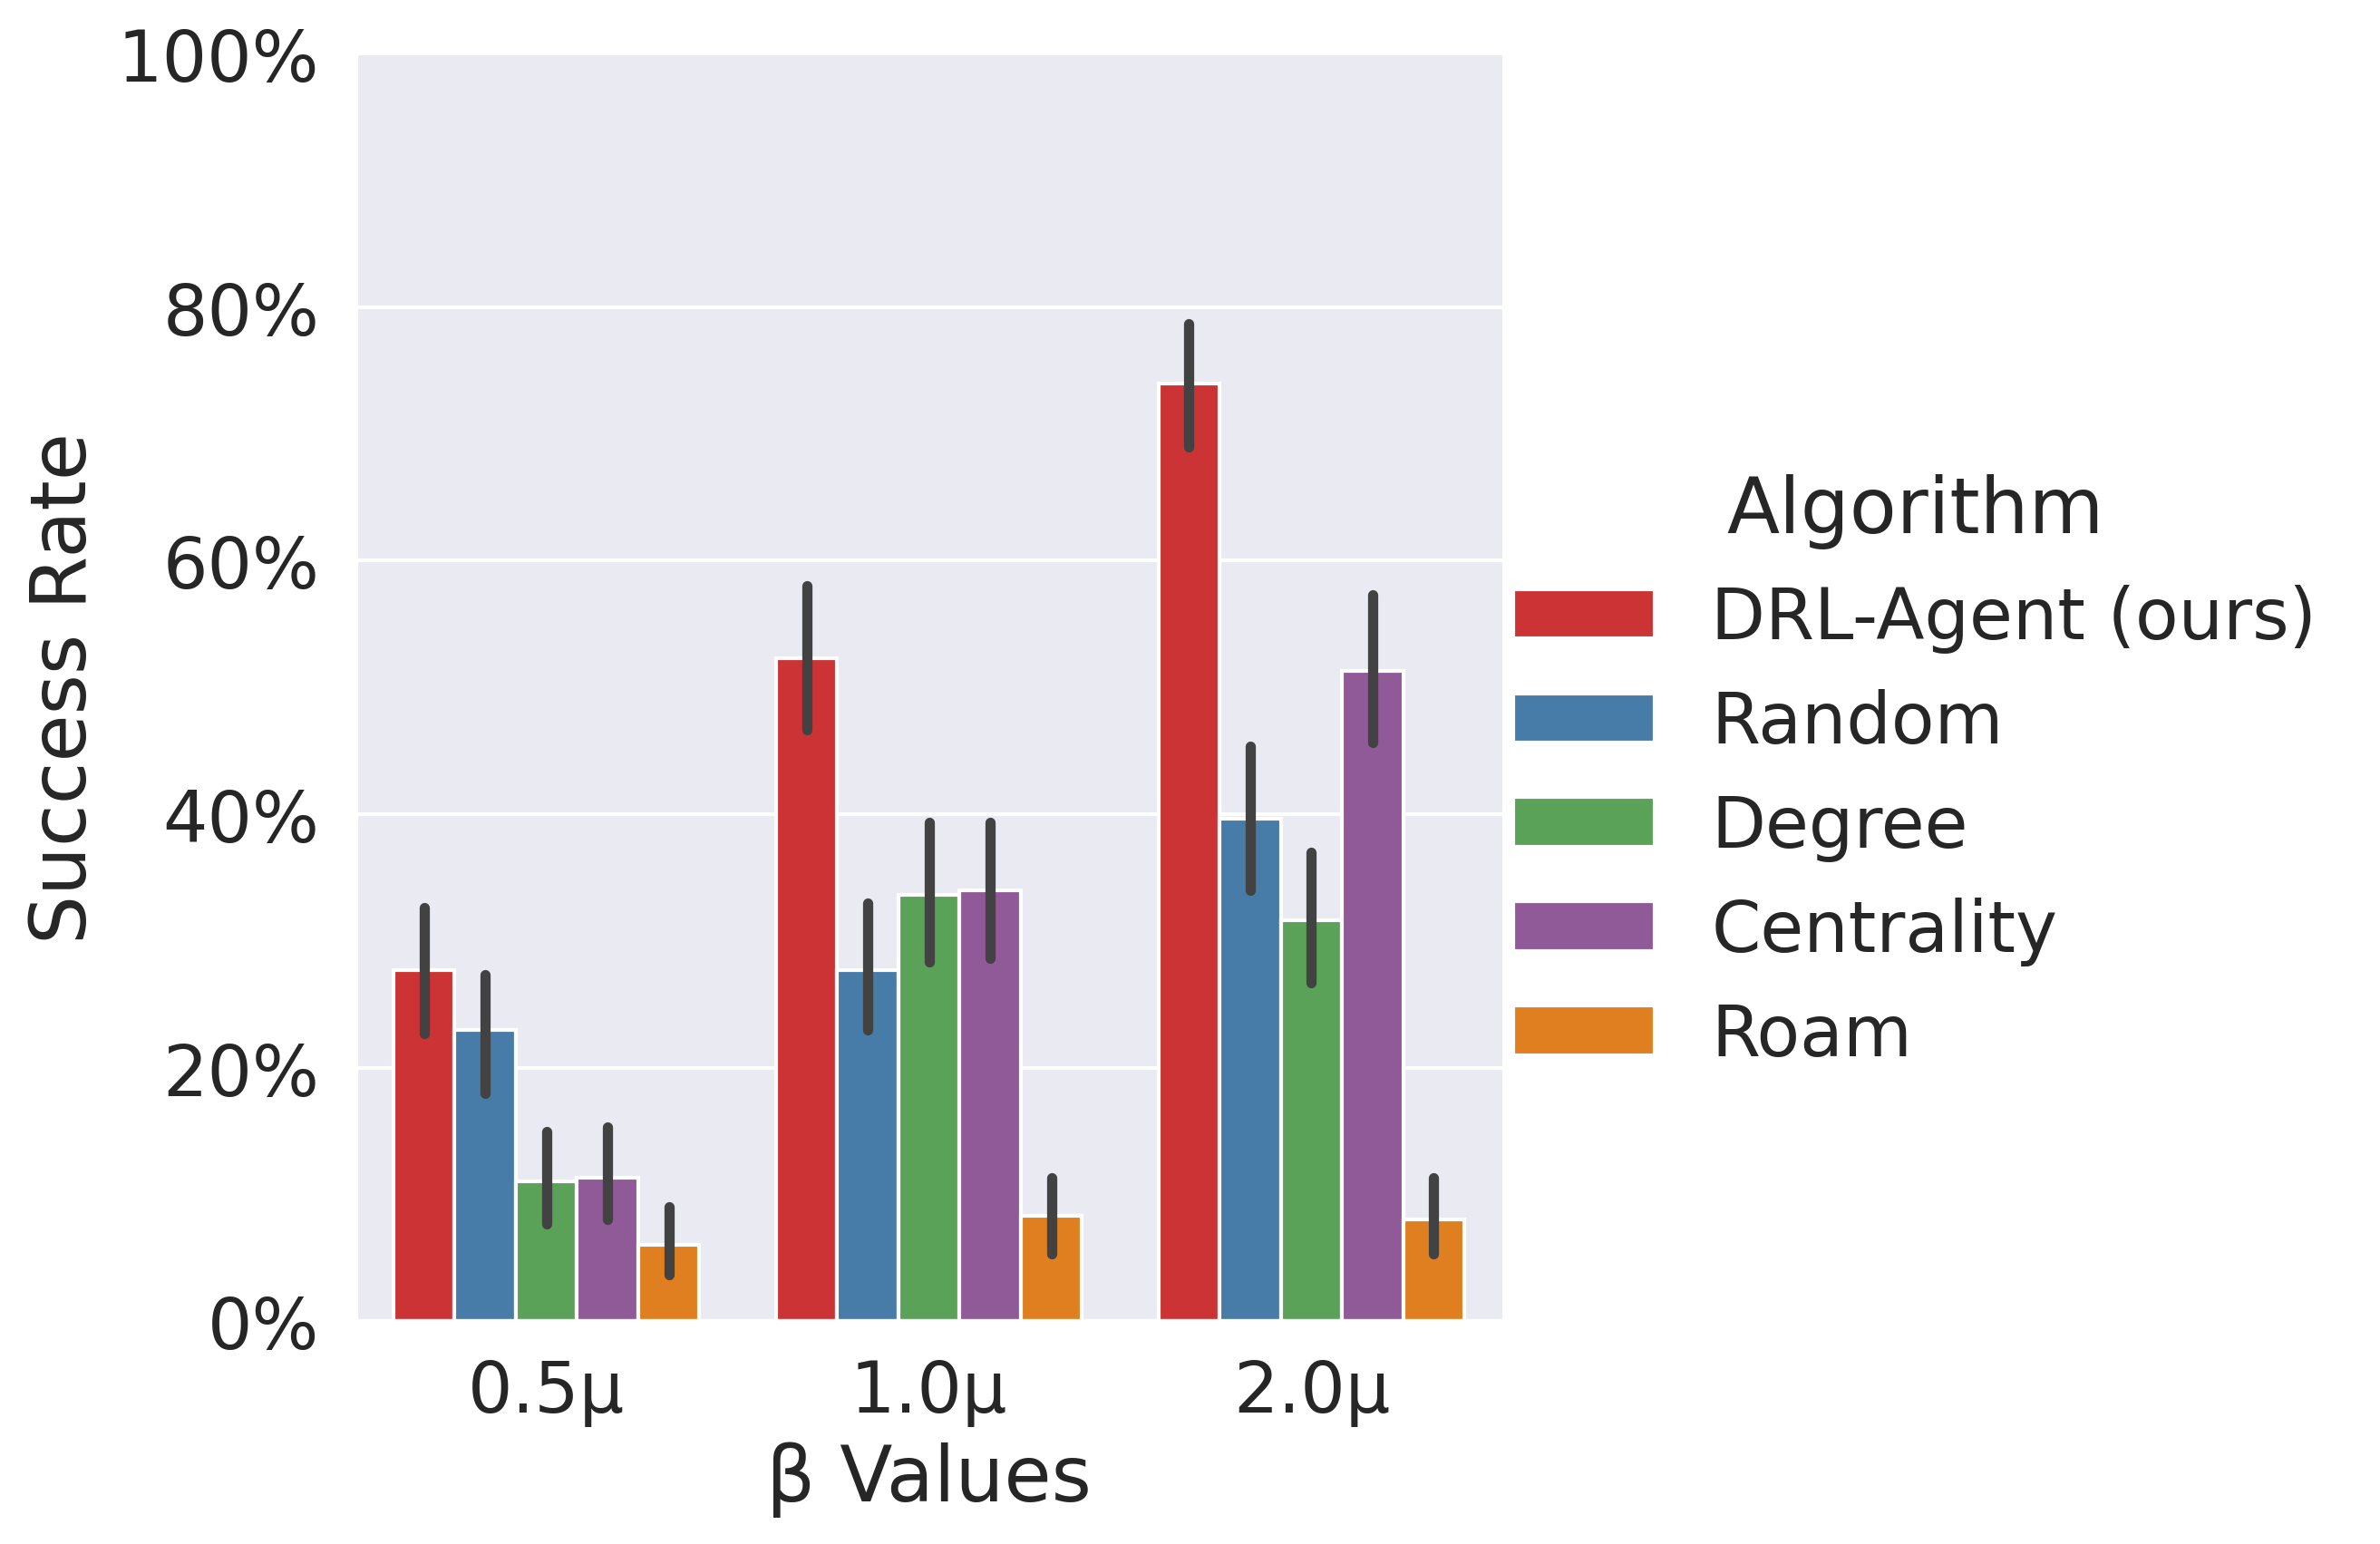 100%
80%
60%
40%
20%
0%
Success Rate
0.5μ 1.0μ 2.0μ
β Values
Algorithm
DRL-Agent (ours)
Random
Degree
Centrality
Roam